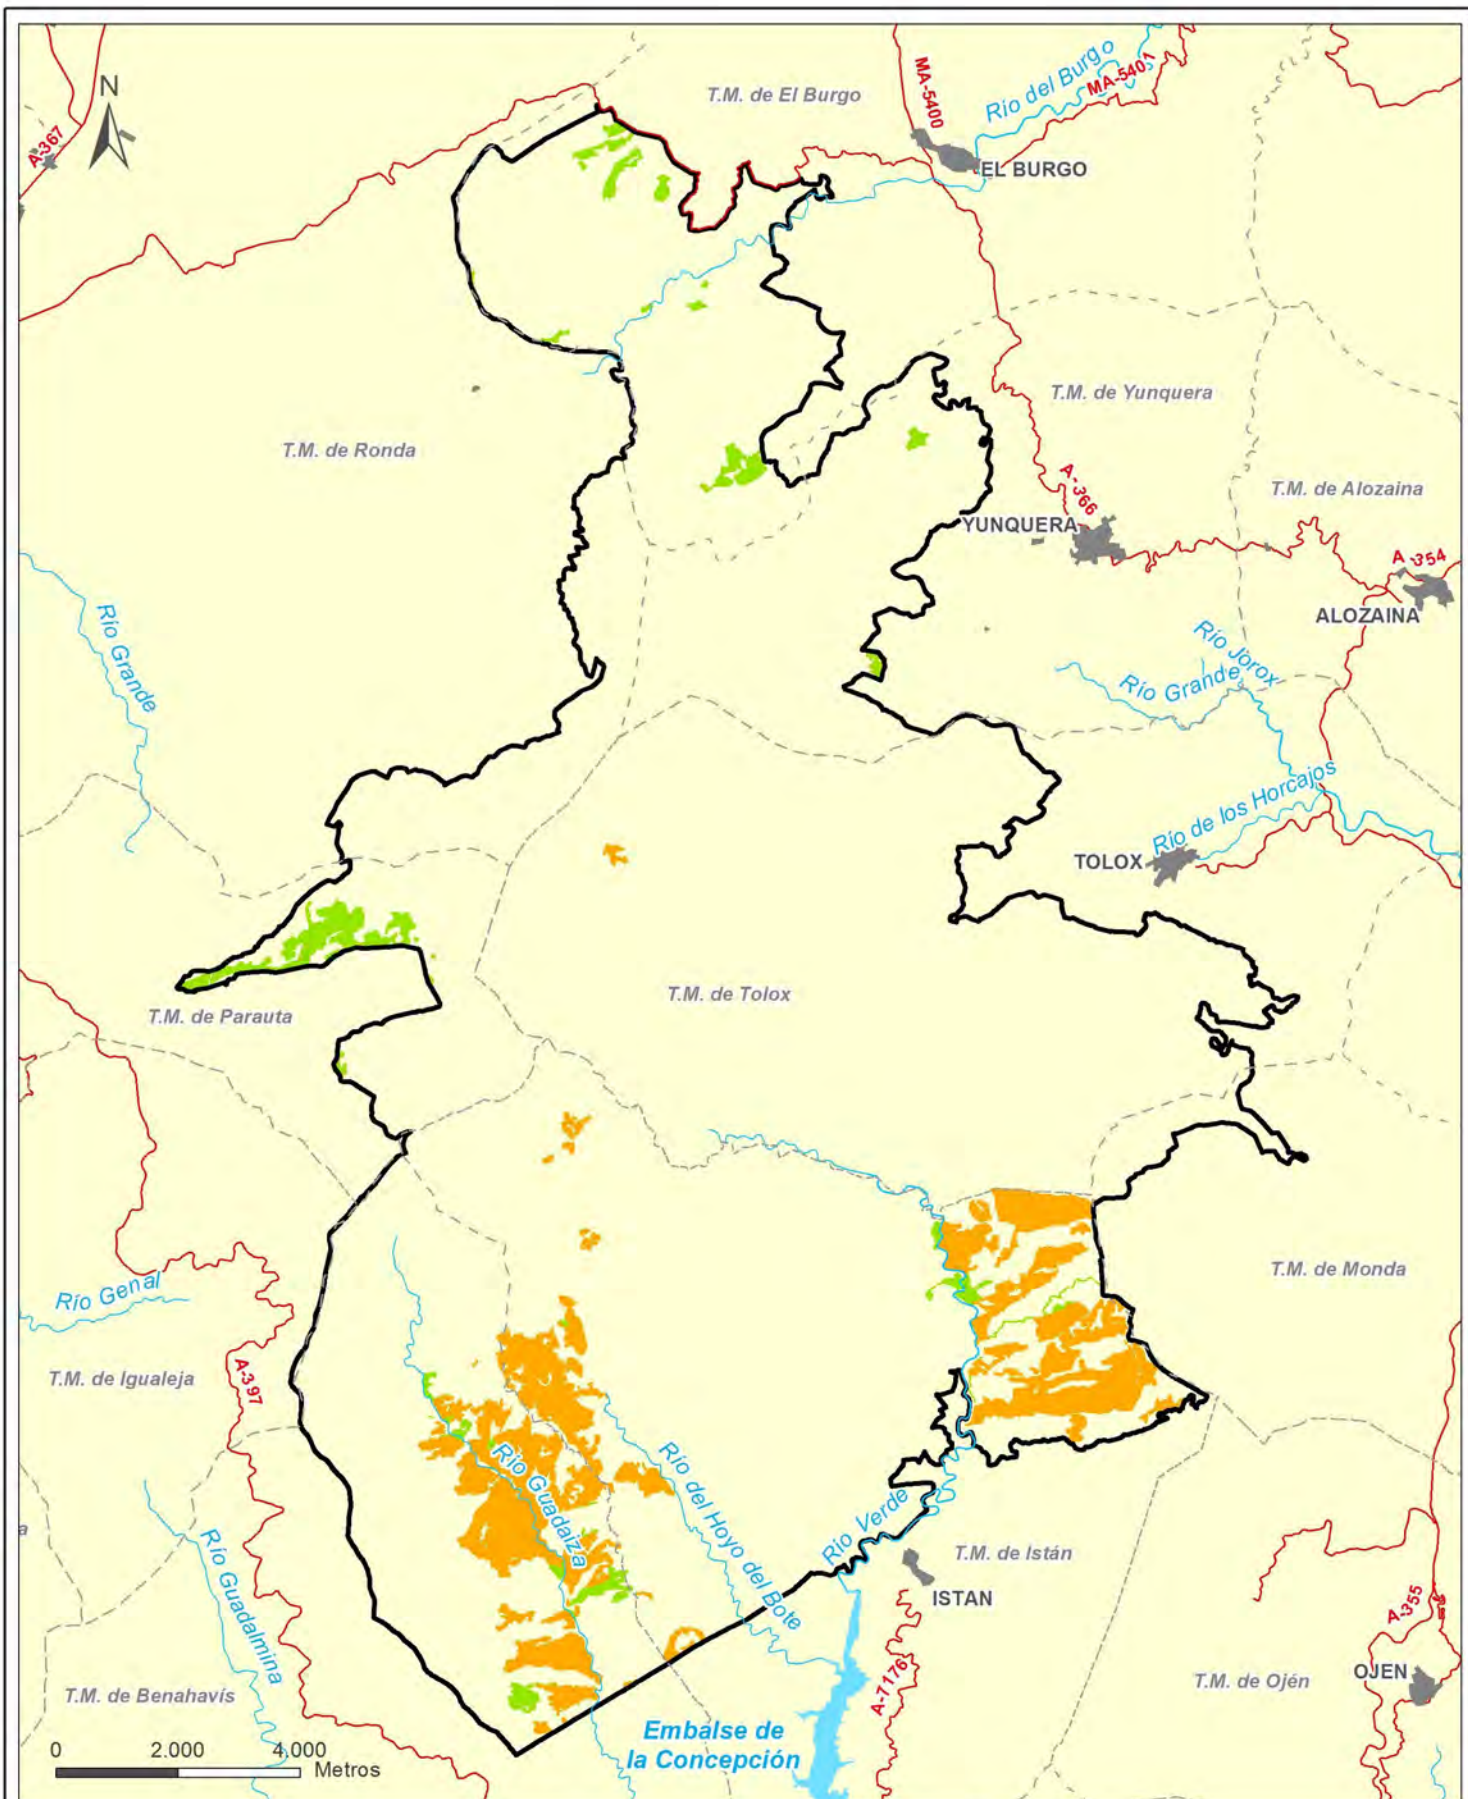 N
T.M. de El Burgo
Río del Burgo
MA-5400
MA-5401
A-367
EL BURGO
T.M. de Yunquera
T.M. de Ronda
A-366
T.M. de Alozaina
YUNQUERA
A-354
ALOZAINA
Río Grande
Río Jorox
Río Grande
Río de los Horcajos
TOLOX
T.M. de Tolox
T.M. de Parauta
T.M. de Monda
Río Genal
T.M. de Igualeja
A-397
Río Guadaiza
Río del Hoyo del Bote
Río Verde
a
Río Guadalmina
T.M. de Istán
ISTAN
A-355
A-7176
T.M. de Ojén
OJEN
T.M. de Benahavís
Embalse de
la Concepción
0 2.000 4.000
Metros